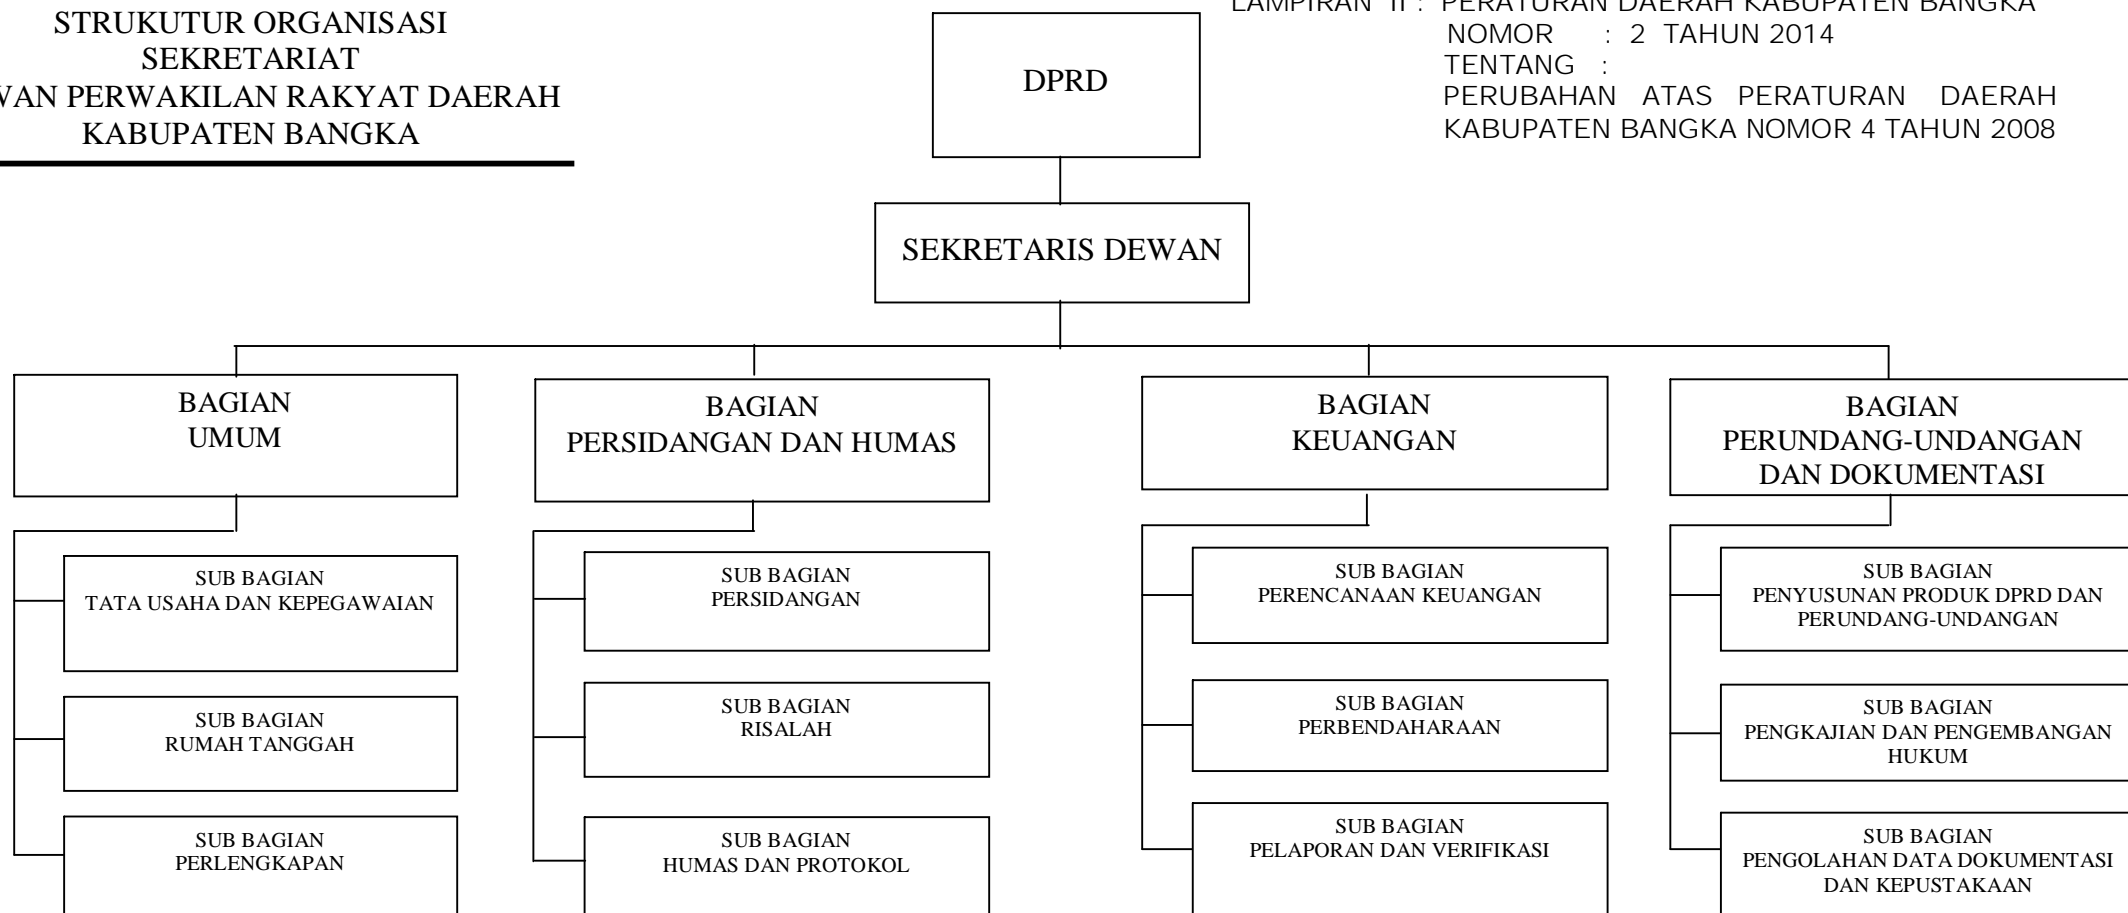 STRUKUTUR ORGANISASI
SEKRETARIAT
PERWAKILAN RAKYAT DAERAH
KABUPATEN BANGKA
LAMPIRAN II : PERATURAN DAERAH KABUPATEN BANGKA
NOMOR : 2 TAHUN 2014
TENTANG :
PERUBAHAN ATAS PERATURAN DAERAH
KABUPATEN BANGKA NOMOR 4 TAHUN 2008
DPRD
SEKRETARIS DEWAN
BAGIAN
UMUM
BAGIAN
PERSIDANGAN DAN HUMAS
BAGIAN
KEUANGAN
BAGIAN
PERUNDANG-UNDANGAN
DAN DOKUMENTASI
SUB BAGIAN
TATA USAHA DAN KEPEGAWAIAN
SUB BAGIAN
RUMAH TANGGAH
SUB BAGIAN
PERLENGKAPAN
SUB BAGIAN
PERSIDANGAN
SUB BAGIAN
RISALAH
SUB BAGIAN
HUMAS DAN PROTOKOL
SUB BAGIAN
PERENCANAAN KEUANGAN
SUB BAGIAN
PERBENDAHARAAN
SUB BAGIAN
PELAPORAN DAN VERIFIKASI
SUB BAGIAN
PENYUSUNAN PRODUK DPRD DAN
PERUNDANG-UNDANGAN
SUB BAGIAN
PENGKAJIAN DAN PENGEMBANGAN
HUKUM
SUB BAGIAN
PENGOLAHAN DATA DOKUMENTASI
DAN KEPUSTAKAAN